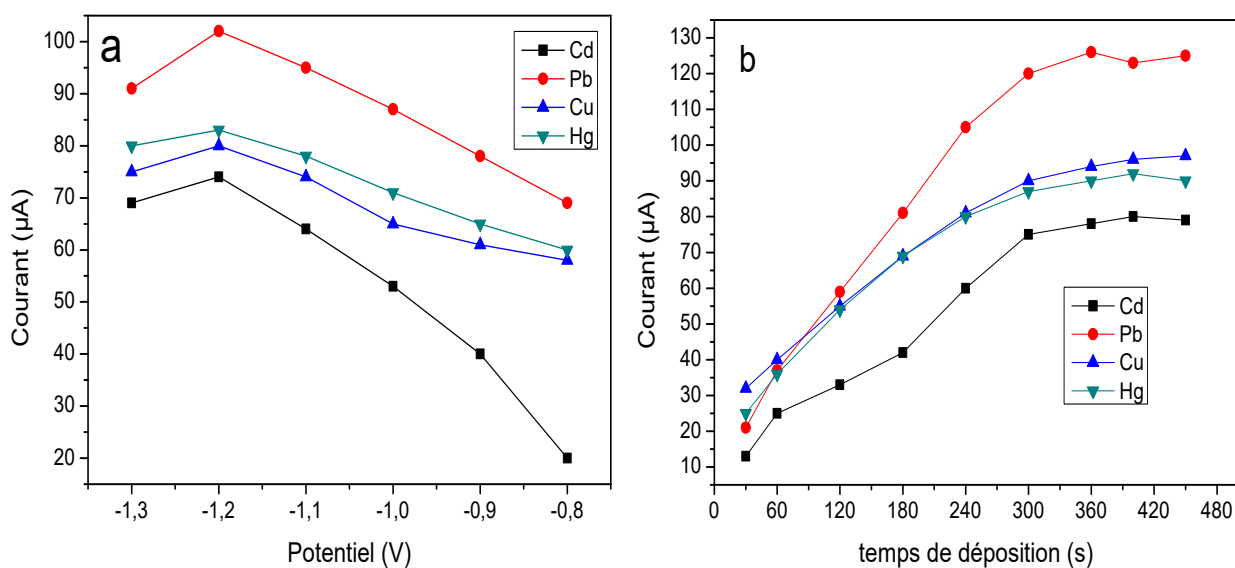 a
Cd
Pb
Cu
Hg
Courant (µA)
100
90
80
70
60
50
40
30
20
-1,3 -1,2 -1,1 -1,0 -0,9 -0,8
Potentiel (V)
b
Cd
Pb
Cu
Hg
Courant (µA)
130
120
110
100
90
80
70
60
50
40
30
20
10
0 60 120 180 240 300 360 420 480
temps de déposition (s)